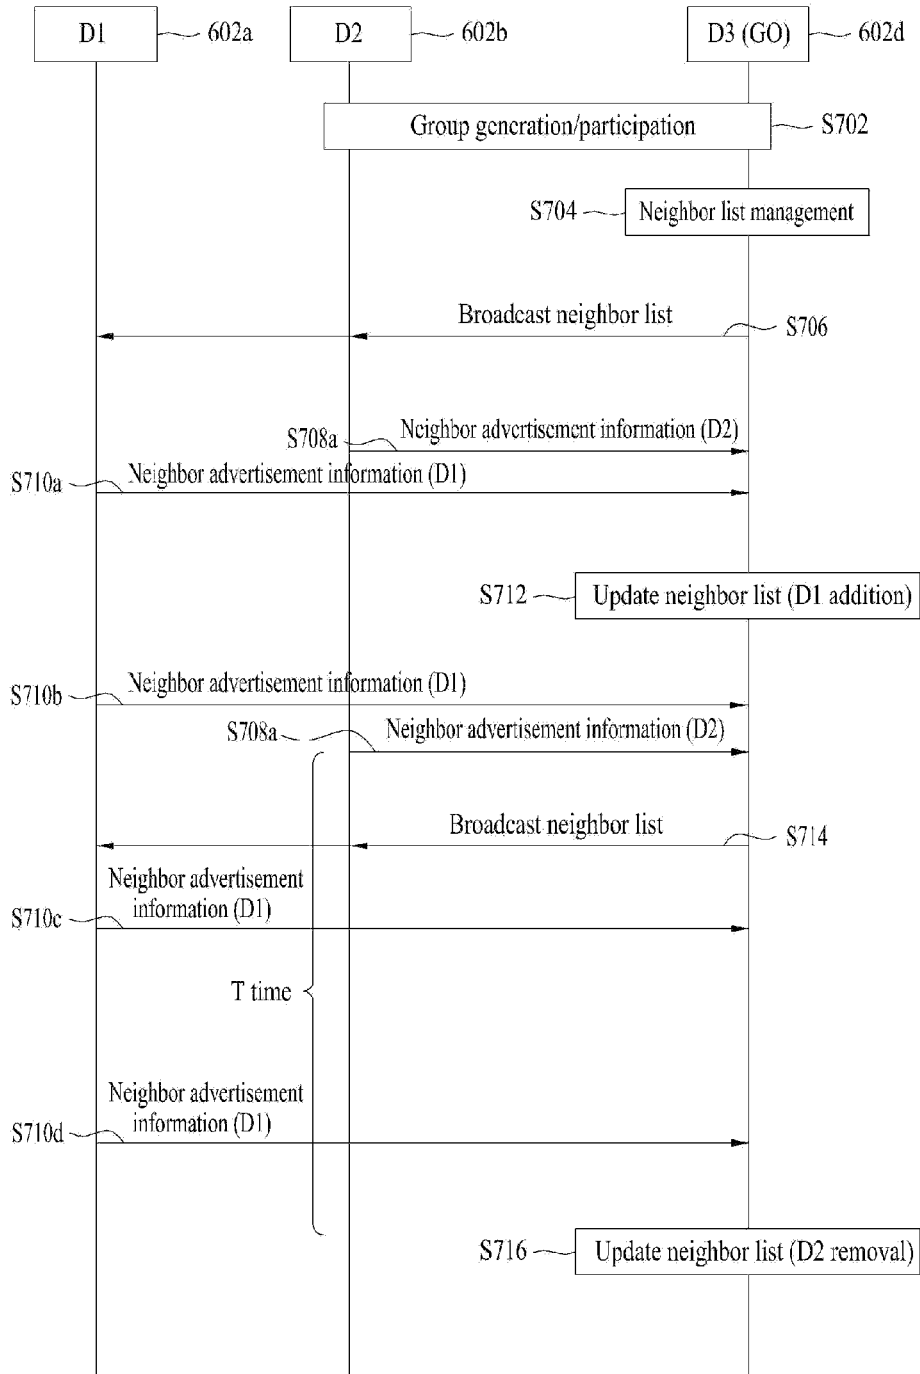 D1
602a
D2
602b
D3 (GO)
602d
Group generation/participation
S702
S704
Neighbor list management
Broadcast neighbor list
S706
S708a
Neighbor advertisement information (D2)
S710a
Neighbor advertisement information (D1)
S712
Update neighbor list (D1 addition)
S710b
Neighbor advertisement information (D1)
S708a
Neighbor advertisement information (D2)
Broadcast neighbor list
S714
Neighbor advertisement
information (D1)
S710c
T time
Neighbor advertisement
information (D1)
S710d
S716
Update neighbor list (D2 removal)